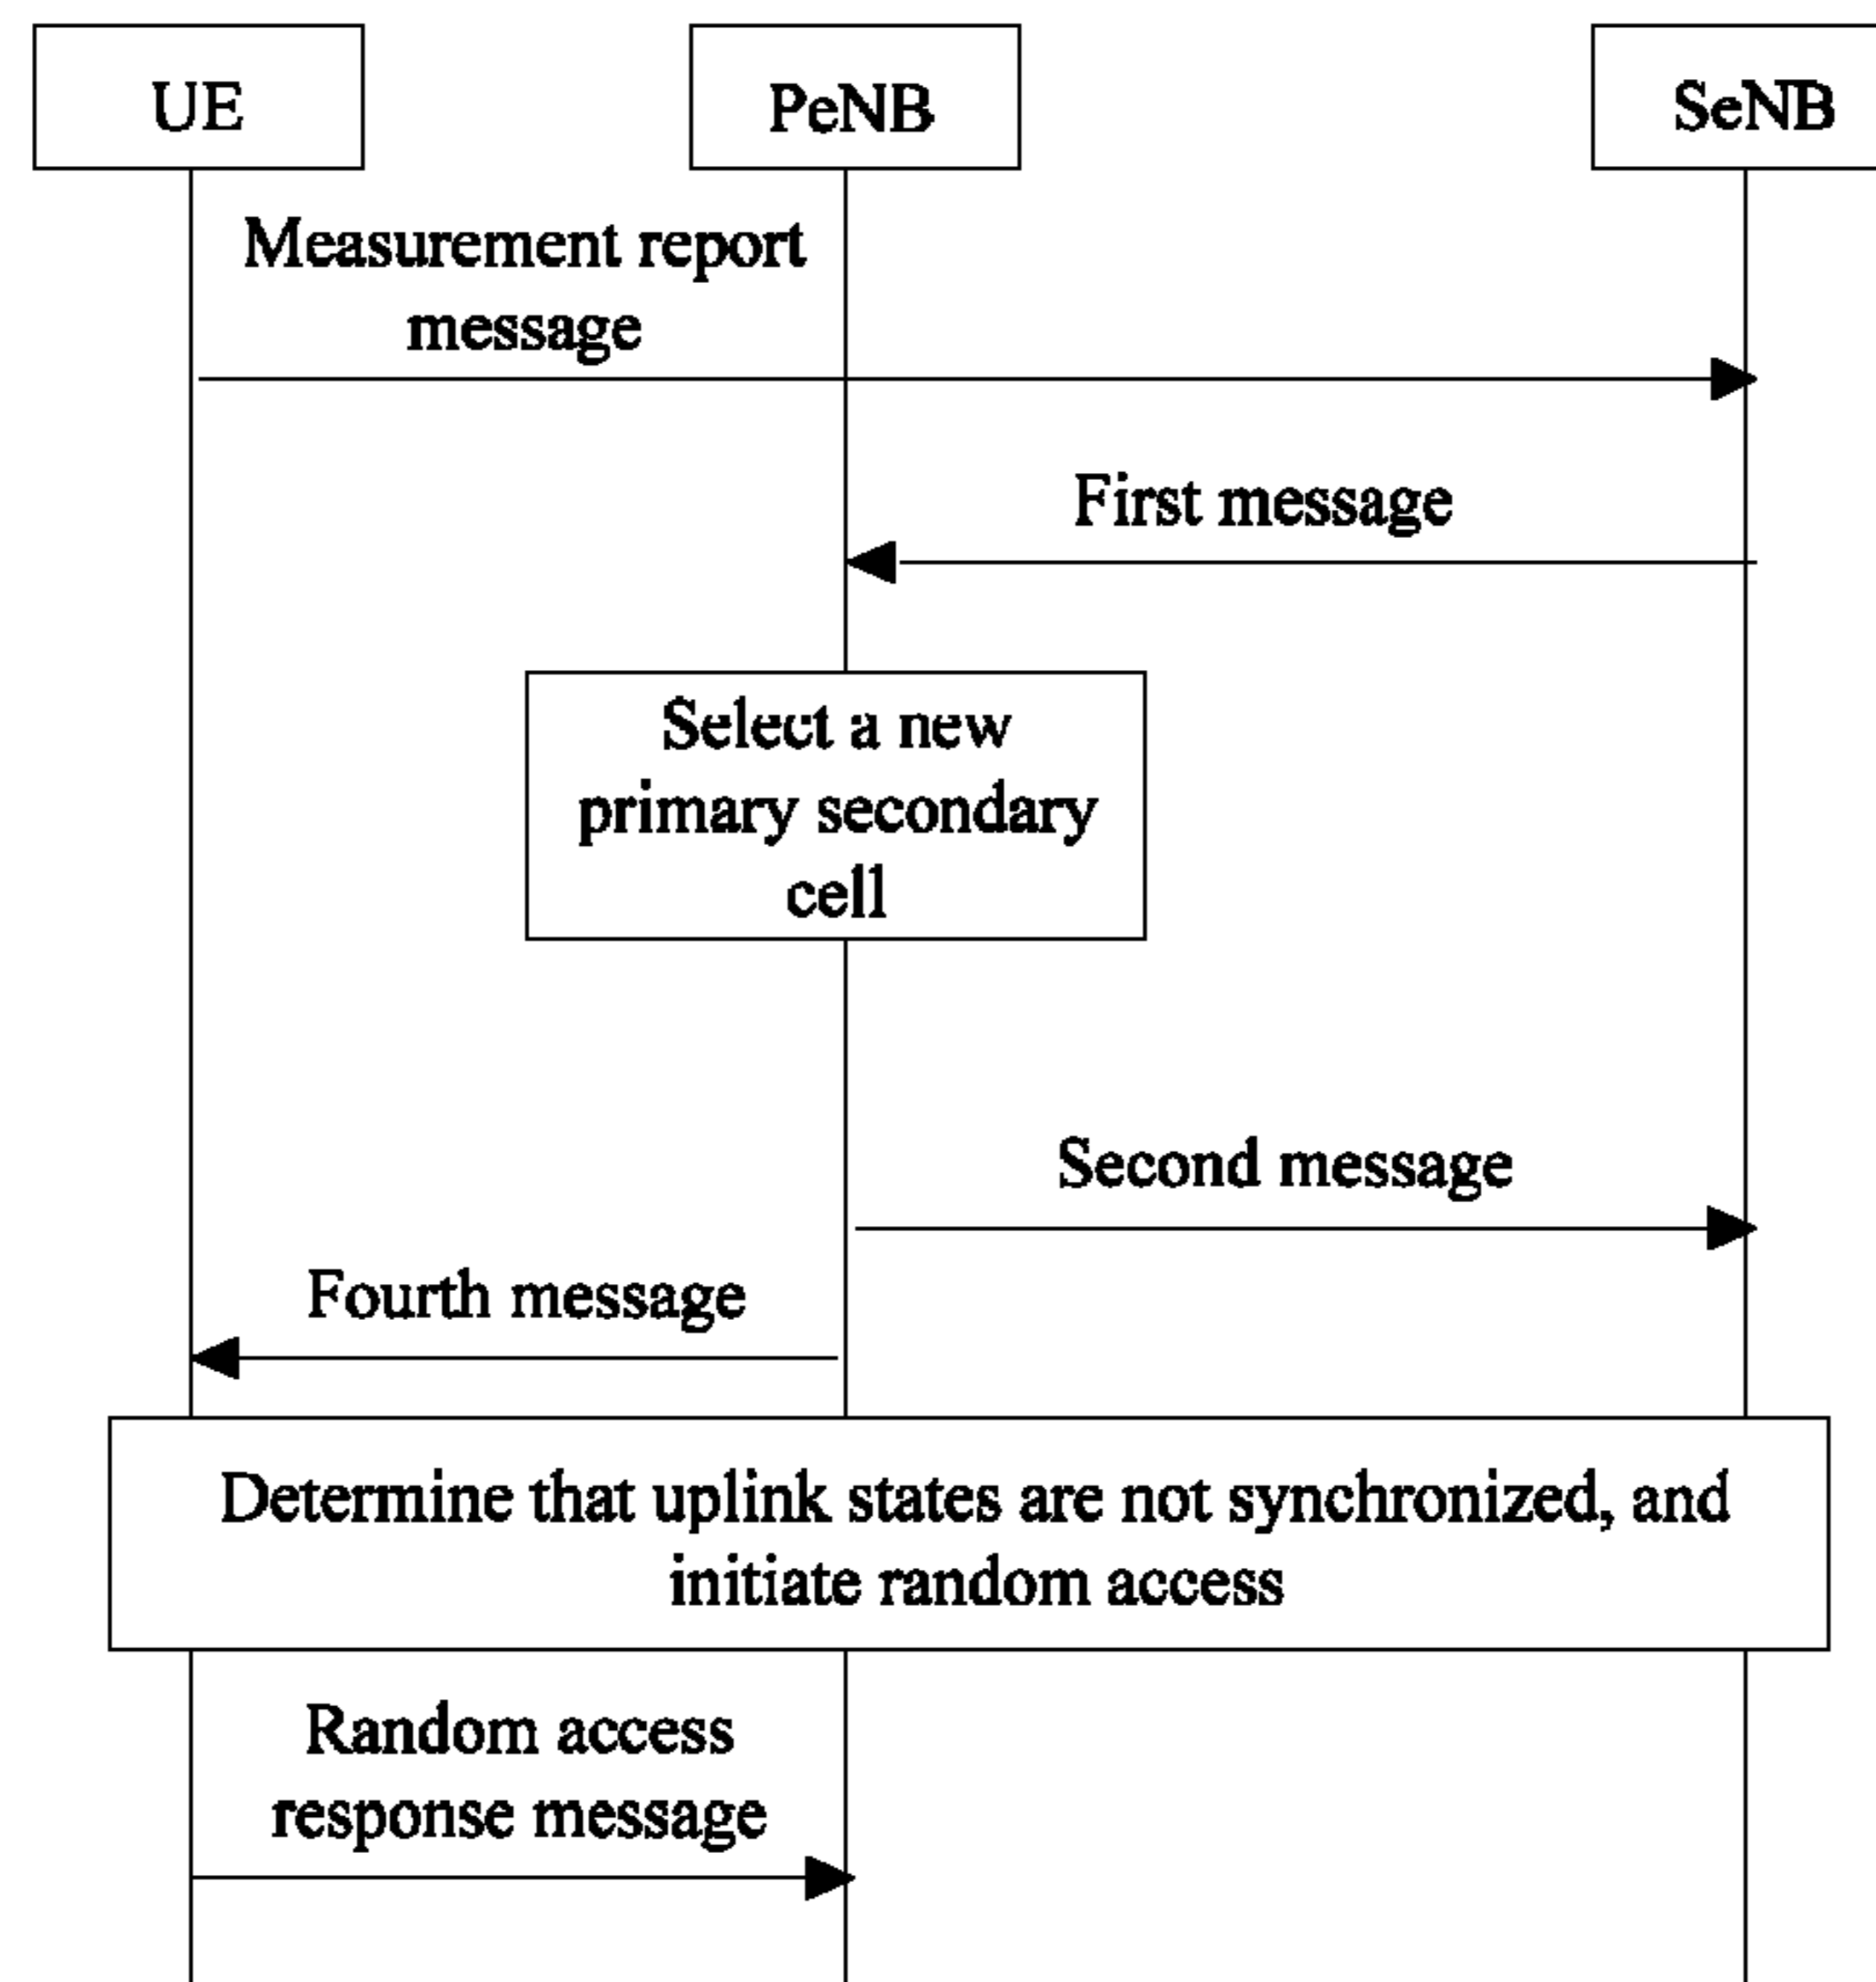 UE
PeNB
SeNB
Measurement report
message
First message
Select a new
primary secondary
cell
Second message
Fourth message
Determine that uplink states are not synchronized, and
initiate random access
Random access
response message